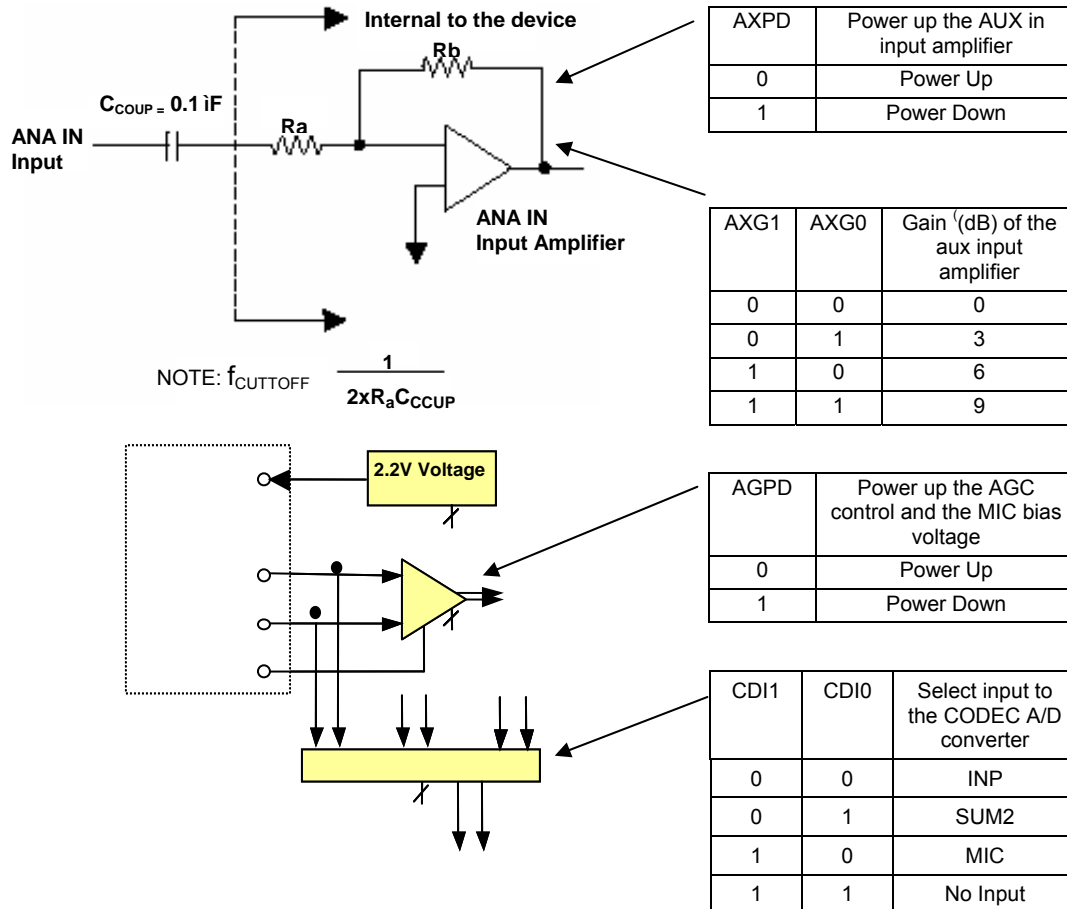 Internal to the device
Rb
C_COUP = 0.1 ìF
Ra
ANA IN
Input
ANA IN
Input Amplifier
NOTE: f_CUTTOFF 1
2xR_aC_CCUP
AXPD Power up the AUX in
input amplifier
0 Power Up
1 Power Down
AXG1 AXG0 Gain ⁽(dB) of the
aux input
amplifier
0 0 0
0 1 3
1 0 6
1 1 9
2.2V Voltage
AGPD Power up the AGC
control and the MIC bias
voltage
0 Power Up
1 Power Down
CDI1 CDI0 Select input to
the CODEC A/D
converter
0 0 INP
0 1 SUM2
1 0 MIC
1 1 No Input